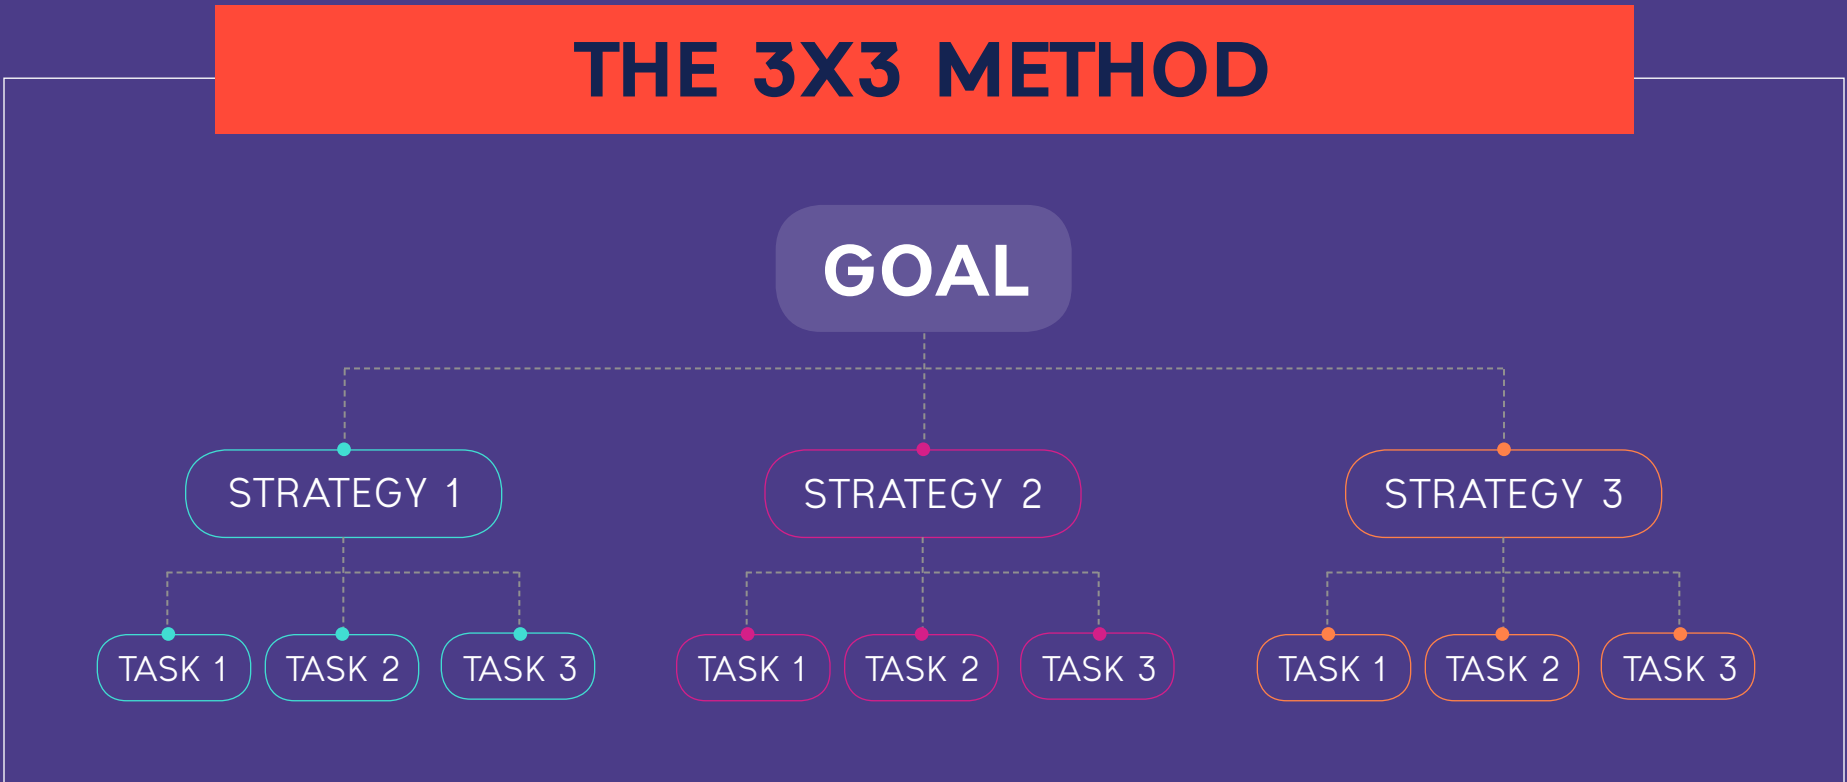 THE 3X3 METHOD
GOAL
STRATEGY 1
STRATEGY 2
STRATEGY 3
TASK 1
TASK 2
TASK 3
TASK 1
TASK 2
TASK 3
TASK 1
TASK 2
TASK 3